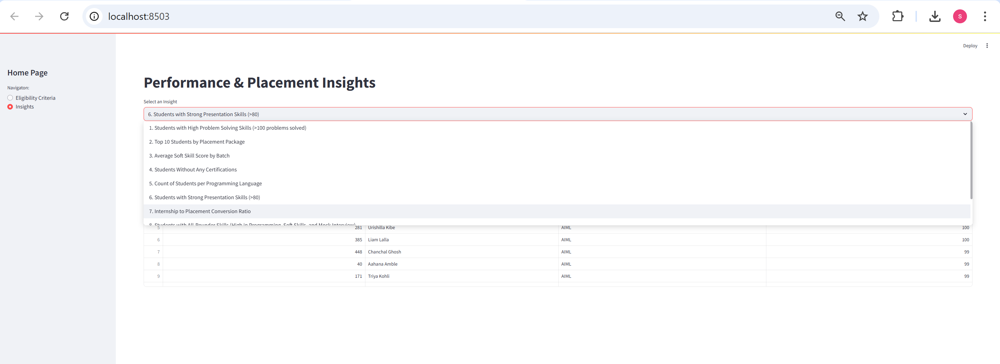 localhost:8503
S
Deploy
Home Page
Navigaton:
Eligibility Criteria
Insights
Performance & Placement Insights
Select an Insight
6. Students with Strong Presentation Skills (>80)
1. Students with High Problem Solving Skills (>100 problems solved)
2. Top 10 Students by Placement Package
3. Average Soft Skill Score by Batch
4. Students Without Any Certifications
5. Count of Students per Programming Language
6. Students with Strong Presentation Skills (>80)
7. Internship to Placement Conversion Ratio
8. Students with All-Rounder Skills (High in Programming, Soft Skills, and Mock Interview)
5 281 Urishilla Kibe AIML 100
6 385 Liam Lalla AIML 100
7 448 Chanchal Ghosh AIML 99
8 40 Aahana Amble AIML 99
9 171 Triya Kohli AIML 99